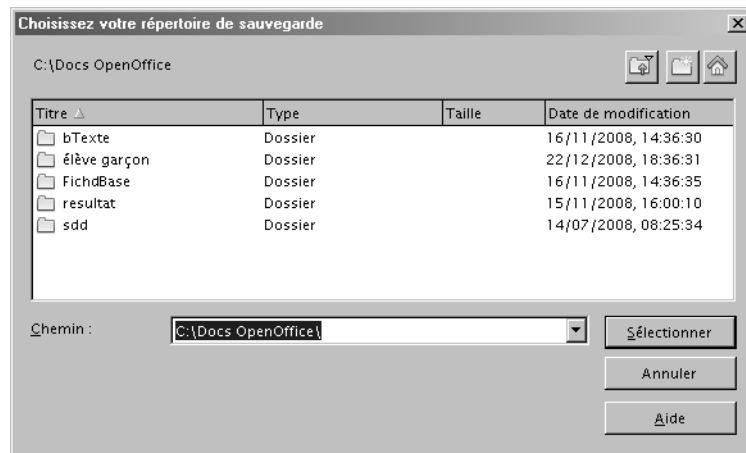 Choisissez votre répertoire de sauvegarde
C:\Docs OpenOffice
Titre Type Taille Date de modification
bTexte Dossier 16/11/2008, 14:36:30
élève garçon Dossier 22/12/2008, 18:36:31
FichdBase Dossier 16/11/2008, 14:36:35
resultat Dossier 15/11/2008, 16:00:10
sdd Dossier 14/07/2008, 08:25:34
Chemin : C:\Docs OpenOffice\ Sélectionner
Annuler
Aide